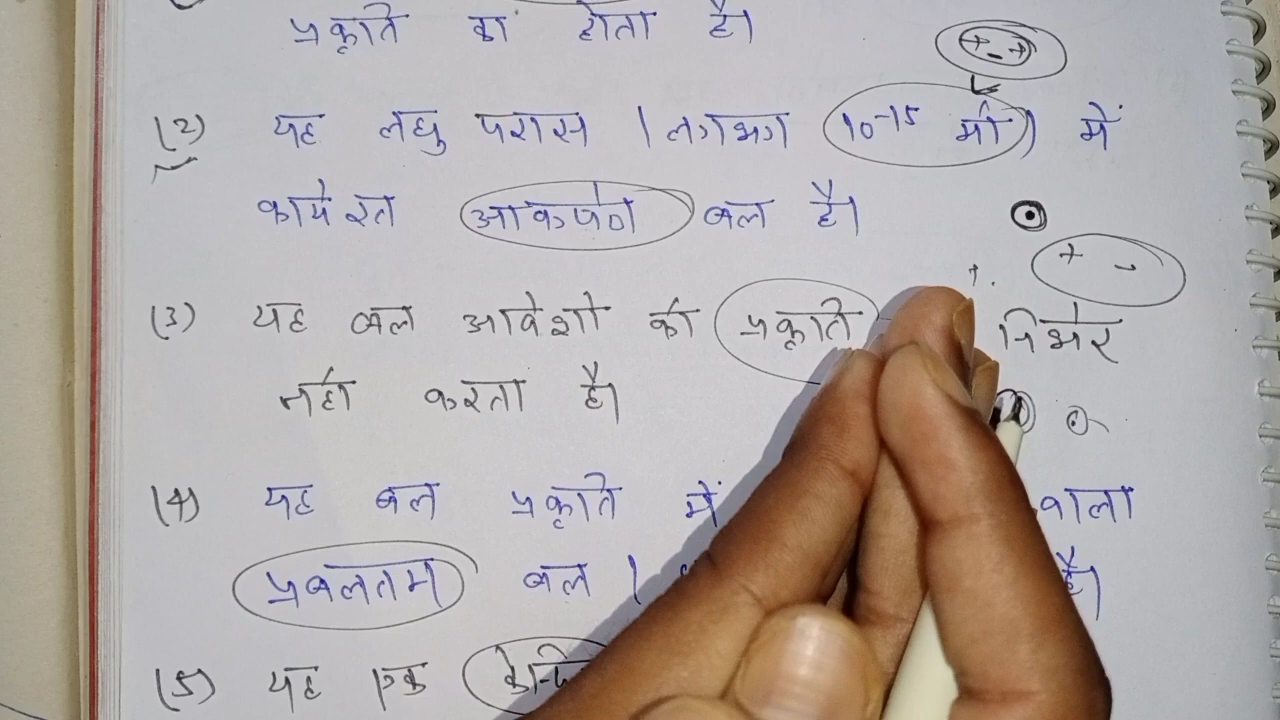 प्रकृति का होता है।
(2) यह लघु परास (लगभग 10⁻¹⁵ मी) में
कार्यरत आकर्षण बल है।
(3) यह बल आवेशो की प्रकृति निर्भर
नहीं करता है।
(4) यह बल प्रकृति में वाला
प्रबलतम बल ( है।
(5) यह एक